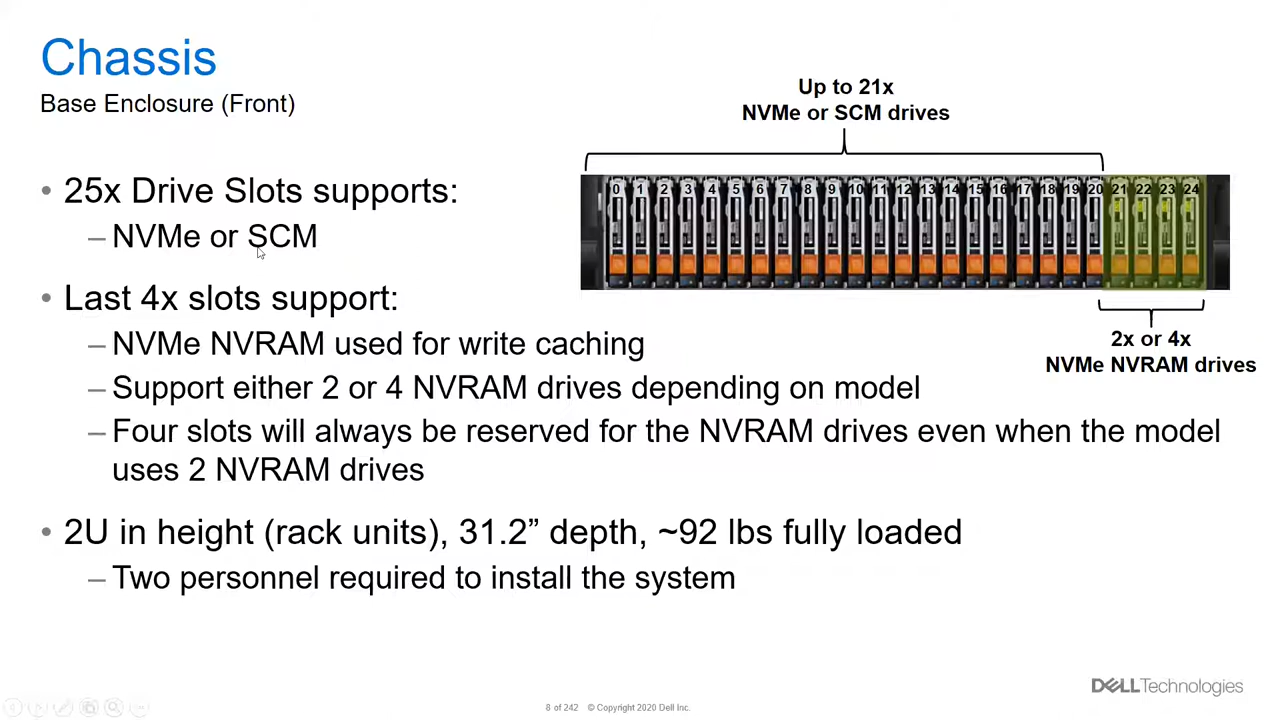 Chassis
Base Enclosure (Front)
Up to 21x
NVMe or SCM drives
• 25x Drive Slots supports:
– NVMe or SCM
0 1 2 3 4 5 6 7 8 9 10 11 12 13 14 15 16 17 18 19 20 21 22 23 24
• Last 4x slots support:
– NVMe NVRAM used for write caching
2x or 4x
NVMe NVRAM drives
– Support either 2 or 4 NVRAM drives depending on model
– Four slots will always be reserved for the NVRAM drives even when the model
uses 2 NVRAM drives
• 2U in height (rack units), 31.2” depth, ~92 lbs fully loaded
– Two personnel required to install the system
DELLTechnologies
8 of 242 © Copyright 2020 Dell Inc.